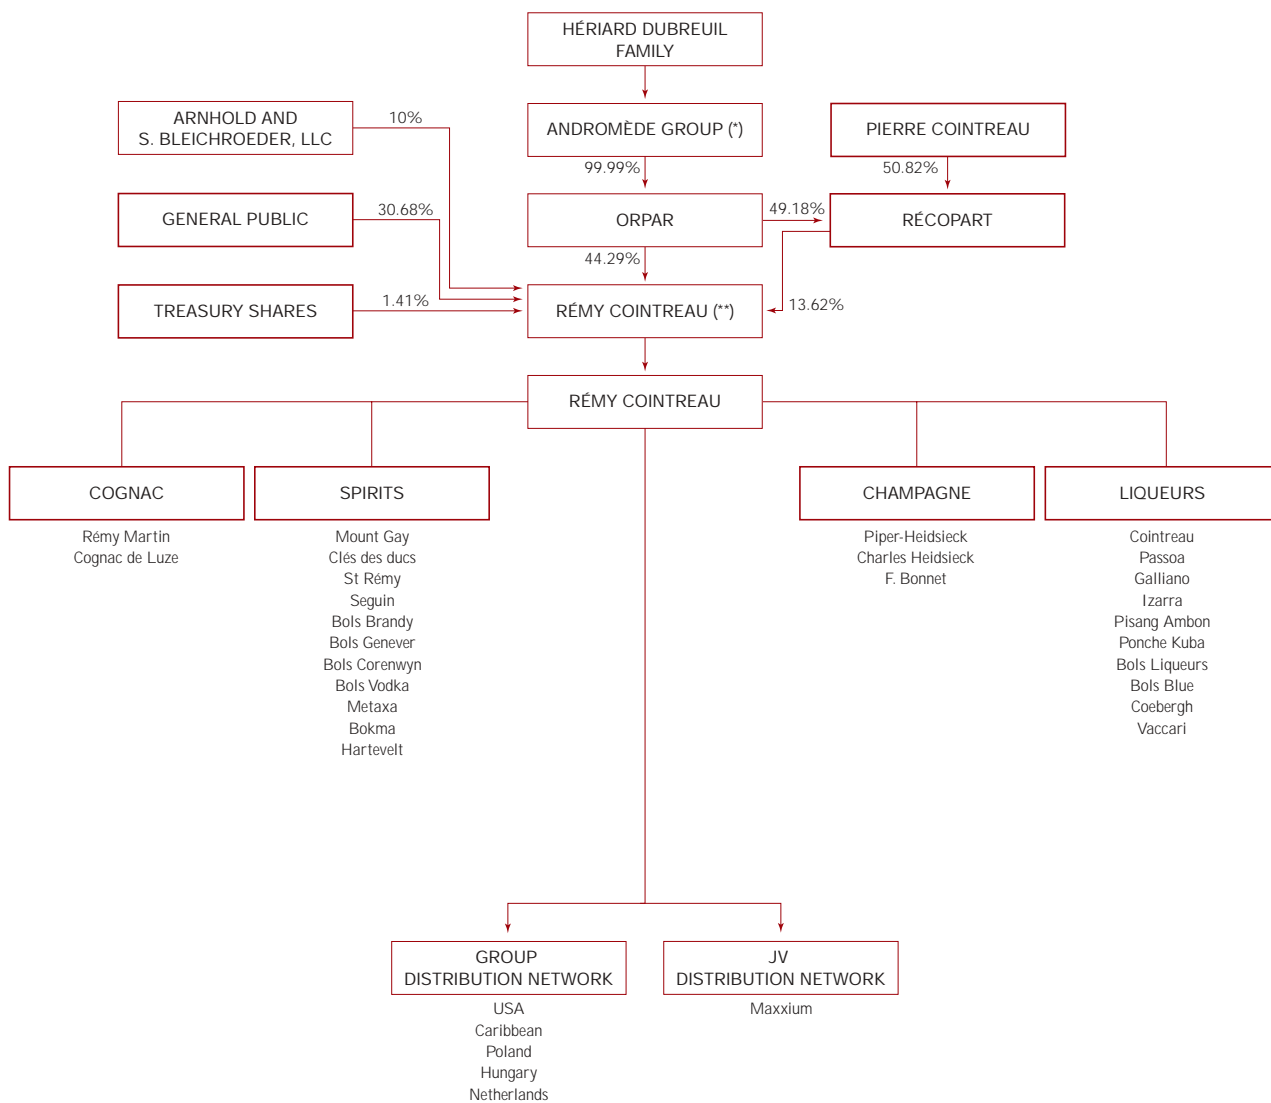 HÉRIARD DUBREUIL
FAMILY
ARNHOLD AND
S. BLEICHROEDER, LLC
10%
ANDROMÈDE GROUP (*)
PIERRE COINTREAU
99.99%
50.82%
GENERAL PUBLIC
30.68%
ORPAR
49.18%
RÉCOPART
44.29%
TREASURY SHARES
1.41%
RÉMY COINTREAU (**)
13.62%
RÉMY COINTREAU
COGNAC
Rémy Martin
Cognac de Luze
SPIRITS
Mount Gay
Clés des ducs
St Rémy
Seguin
Bols Brandy
Bols Genever
Bols Corenwyn
Bols Vodka
Metaxa
Bokma
Hartevelt
CHAMPAGNE
Piper-Heidsieck
Charles Heidsieck
F. Bonnet
LIQUEURS
Cointreau
Passoa
Galliano
Izarra
Pisang Ambon
Ponche Kuba
Bols Liqueurs
Bols Blue
Coebergh
Vaccari
GROUP
DISTRIBUTION NETWORK
USA
Caribbean
Poland
Hungary
Netherlands
JV
DISTRIBUTION NETWORK
Maxxium